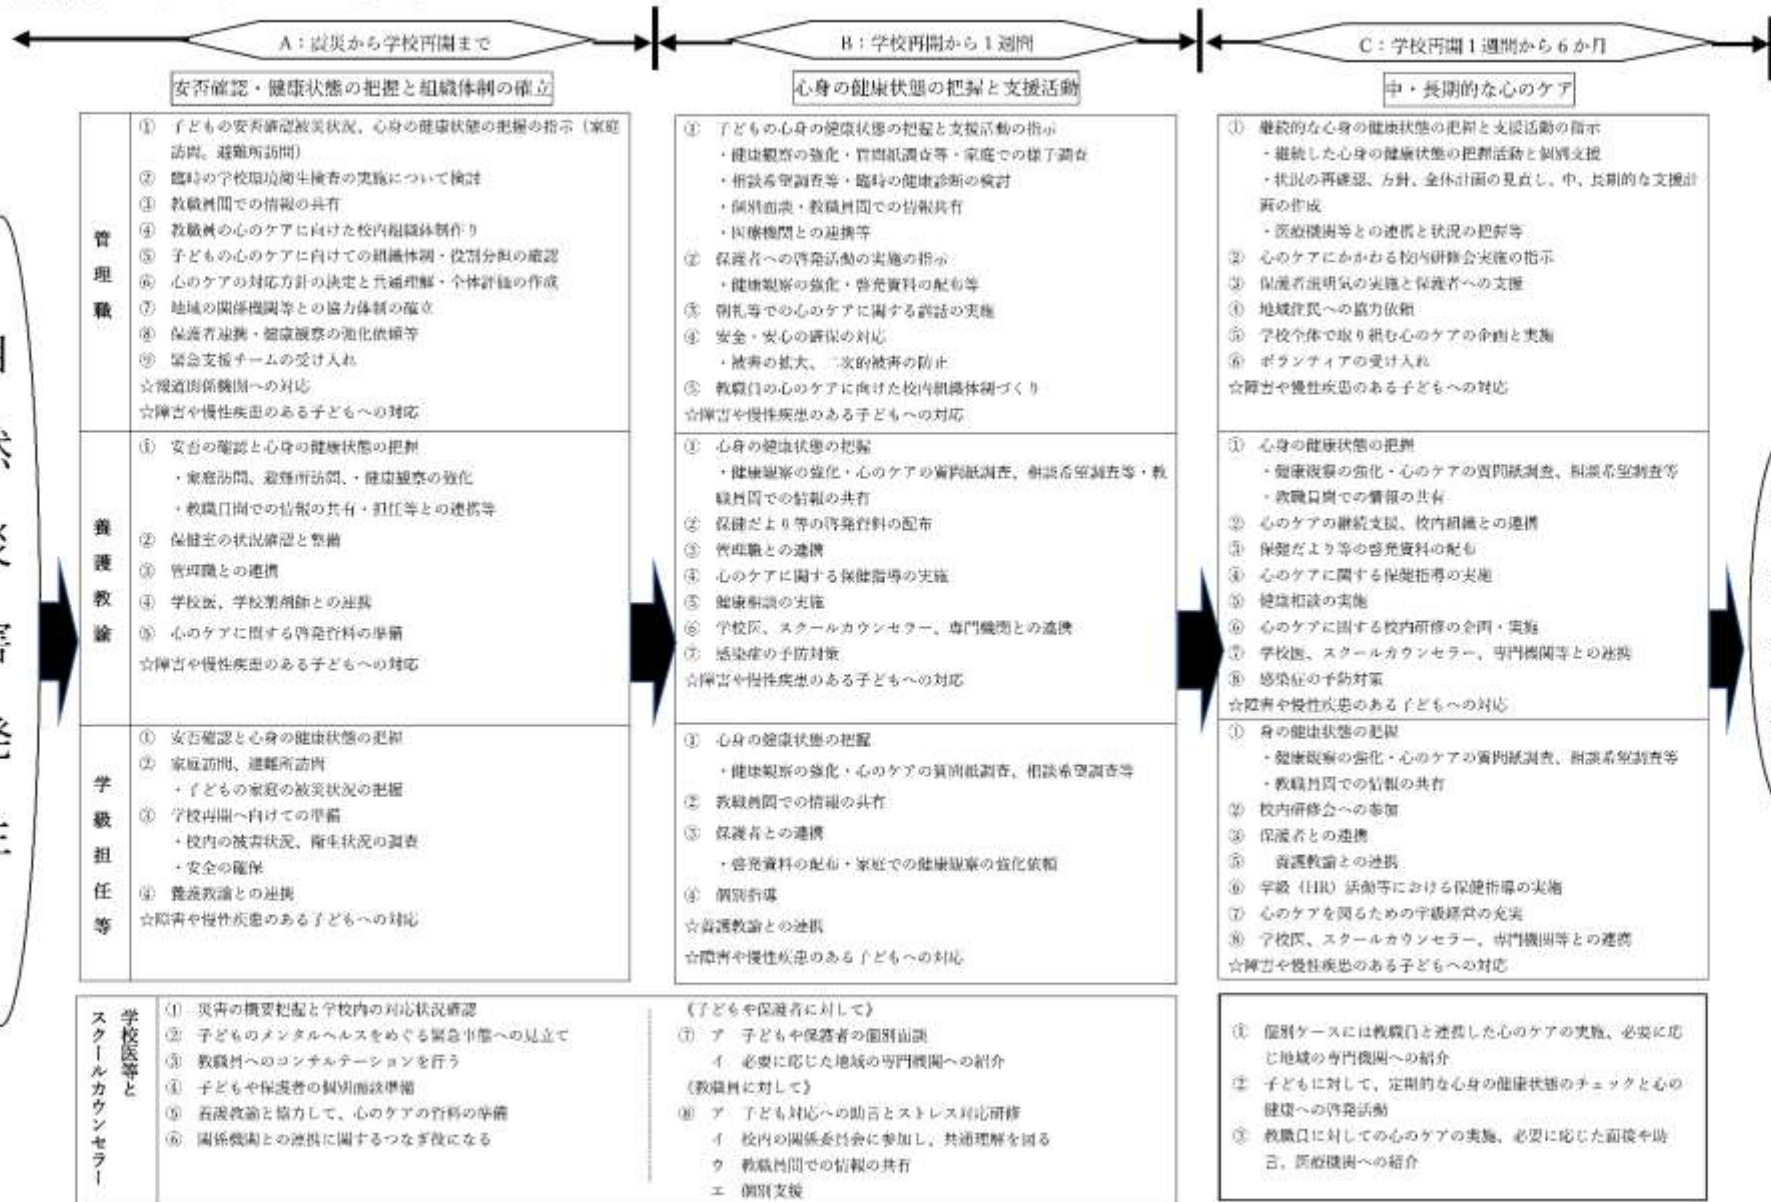 A：震災から学校再開まで
B：学校再開から1週間
C：学校再開1週間から6か月
安否確認・健康状態の把握と組織体制の確立
心身の健康状態の把握と支援活動
中・長期的な心のケア
管理職
① 子どもの安否確認被災状況、心身の健康状態の把握の指示（家庭
訪問。避難所訪問）
② 臨時の学校環境衛生検査の実施について検討
③ 教職員間での情報の共有
④ 教職員の心のケアに向けた校内組織体制作り
⑤ 子どもの心のケアに向けての組織体制・役割分担の確認
⑥ 心のケアの対応方針の決定と共通理解・全体評価の作成
⑦ 地域の関係機関等との協力体制の確立
⑧ 保護者連携・健康観察の強化依頼等
⑨ 緊急支援チームの受け入れ
☆報道関係機関への対応
☆障害や慢性疾患のある子どもへの対応
① 子どもの心身の健康状態の把握と支援活動の指示
・健康観察の強化・質問紙調査等・家庭での様子調査
・相談希望調査等・臨時の健康診断の検討
・個別面談・教職員間での情報共有
・医療機関との連携等
② 保護者への啓発活動の実施の指示
・健康観察の強化・啓発資料の配布等
③ 朝礼等での心のケアに関する訓話の実施
④ 安全・安心の確保の対応
・被害の拡大、二次的被害の防止
⑤ 教職員の心のケアに向けた校内組織体制づくり
☆障害や慢性疾患のある子どもへの対応
① 継続的な心身の健康状態の把握と支援活動の指示
・継続した心身の健康状態の把握活動と個別支援
・状況の再確認、方針、全体計画の見直し、中、長期的な支援計
画の作成
・医療機関等との連携と状況の把握等
② 心のケアにかかわる校内研修会実施の指示
③ 保護者説明気の実施と保護者への支援
④ 地域住民への協力依頼
⑤ 学校全体で取り組む心のケアの企画と実施
⑥ ボランティアの受け入れ
☆障害や慢性疾患のある子どもへの対応
養護教諭
① 安否の確認と心身の健康状態の把握
・家庭訪問、避難所訪問、・健康観察の強化
・教職員間での情報の共有・担任等との連携等
② 保健室の状況確認と整備
③ 管理職との連携
④ 学校医、学校薬剤師との連携
⑤ 心のケアに関する啓発資料の準備
☆障害や慢性疾患のある子どもへの対応
① 心身の健康状態の把握
・健康観察の強化・心のケアの質問紙調査、相談希望調査等・教
職員間での情報の共有
② 保健だより等の啓発資料の配布
③ 管理職との連携
④ 心のケアに関する保健指導の実施
⑤ 健康相談の実施
⑥ 学校医、スクールカウンセラー、専門機関との連携
⑦ 感染症の予防対策
☆障害や慢性疾患のある子どもへの対応
① 心身の健康状態の把握
・健康観察の強化・心のケアの質問紙調査、相談希望調査等
・教職員間での情報の共有
② 心のケアの継続支援、校内組織との連携
③ 保健だより等の啓発資料の配布
④ 心のケアに関する保健指導の実施
⑤ 健康相談の実施
⑥ 心のケアに関する校内研修の企画・実施
⑦ 学校医、スクールカウンセラー、専門機関等との連携
⑧ 感染症の予防対策
☆障害や慢性疾患のある子どもへの対応
学級担任等
① 安否確認と心身の健康状態の把握
② 家庭訪問、避難所訪問
・子どもの家庭の被災状況の把握
③ 学校再開へ向けての準備
・校内の被害状況、衛生状況の調査
・安全の確保
④ 養護教諭との連携
☆障害や慢性疾患のある子どもへの対応
① 心身の健康状態の把握
・健康観察の強化・心のケアの質問紙調査、相談希望調査等
② 教職員間での情報の共有
③ 保護者との連携
・啓発資料の配布・家庭での健康観察の強化依頼
④ 個別指導
☆養護教諭との連携
☆障害や慢性疾患のある子どもへの対応
① 身の健康状態の把握
・健康観察の強化・心のケアの質問紙調査、相談希望調査等
・教職員間での情報の共有
② 校内研修会への参加
③ 保護者との連携
⑤ 養護教諭との連携
⑥ 学級（HR）活動等における保健指導の実施
⑦ 心のケアを図るための学級経営の充実
⑧ 学校医、スクールカウンセラー、専門機関等との連携
☆障害や慢性疾患のある子どもへの対応
学校医等と
スクールカウンセラー
① 災害の概要把握と学校内の対応状況確認
② 子どものメンタルヘルスをめぐる緊急事態への見立て
③ 教職員へのコンサルテーションを行う
④ 子どもや保護者の個別面談準備
⑤ 養護教諭と協力して、心のケアの資料の準備
⑥ 関係機関との連携に関するつなぎ役になる
《子どもや保護者に対して》
⑦ ア 子どもや保護者の個別面談
イ 必要に応じた地域の専門機関への紹介
《教職員に対して》
⑧ ア 子ども対応への助言とストレス対応研修
イ 校内の関係委員会に参加し、共通理解を図る
ウ 教職員間での情報の共有
エ 個別支援
① 個別ケースには教職員と連携した心のケアの実施、必要に応
じ地域の専門機関への紹介
② 子どもに対して、定期的な心身の健康状態のチェックと心の
健康への啓発活動
③ 教職員に対しての心のケアの実施、必要に応じた面接や助
言、医療機関への紹介